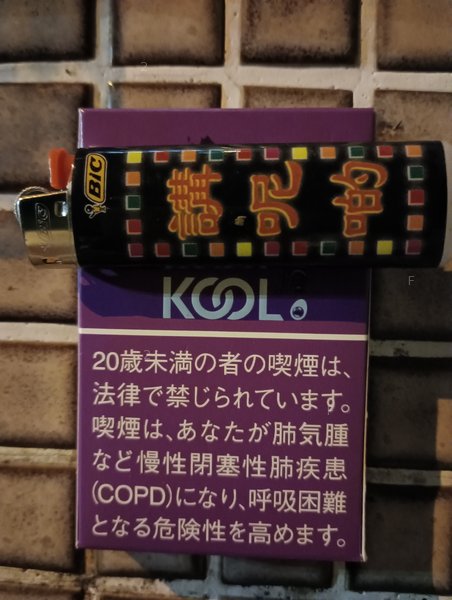 BIC
講呢啲
KOOL
20歳未満の者の喫煙は、
法律で禁じられています。
喫煙は、あなたが肺気腫
など慢性閉塞性肺疾患
(COPD)になり、呼吸困難
となる危険性を高めます。